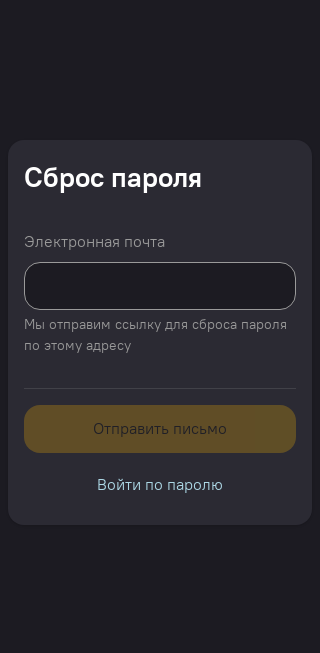 Сброс пароля
Электронная почта
Мы отправим ссылку для сброса пароля
по этому адресу
Отправить письмо
Войти по паролю